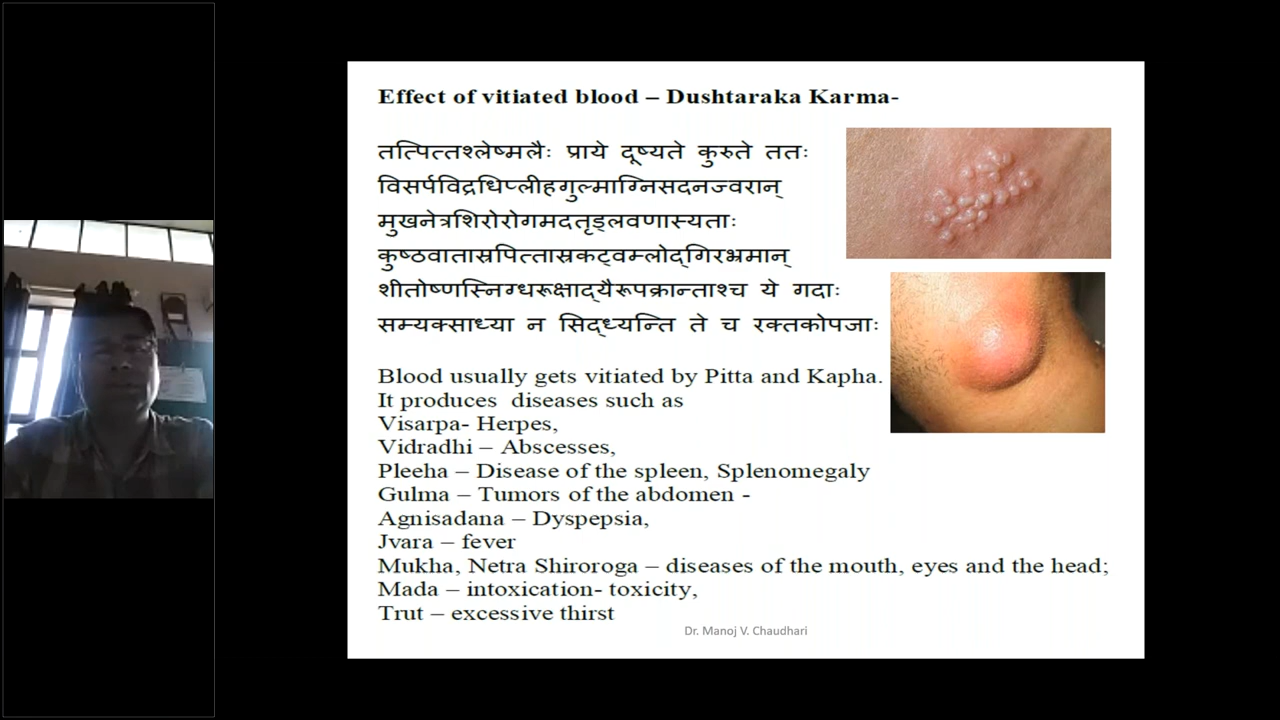 Effect of vitiated blood – Dushtaraka Karma-
तत्पित्तश्लेष्मलैः प्राये दूष्यते कुरुते ततः
विसर्पविद्रधिप्लीहगुल्माग्निसदनज्वरान्
मुखनेत्रशिरोरोगमदतृड्लवणास्यताः
कुष्ठवातास्रपित्तास्रकट्वम्लोद्गिरभ्रमान्
शीतोष्णस्निग्धरूक्षाद्यैरूपक्रान्ताश्च ये गदाः
सम्यक्साध्या न सिद्ध्यन्ति ते च रक्तकोपजाः
Blood usually gets vitiated by Pitta and Kapha.
It produces diseases such as
Visarpa- Herpes,
Vidradhi – Abscesses,
Pleeha – Disease of the spleen, Splenomegaly
Gulma – Tumors of the abdomen -
Agnisadana – Dyspepsia,
Jvara – fever
Mukha, Netra Shiroroga – diseases of the mouth, eyes and the head;
Mada – intoxication- toxicity,
Trut – excessive thirst
Dr. Manoj V. Chaudhari